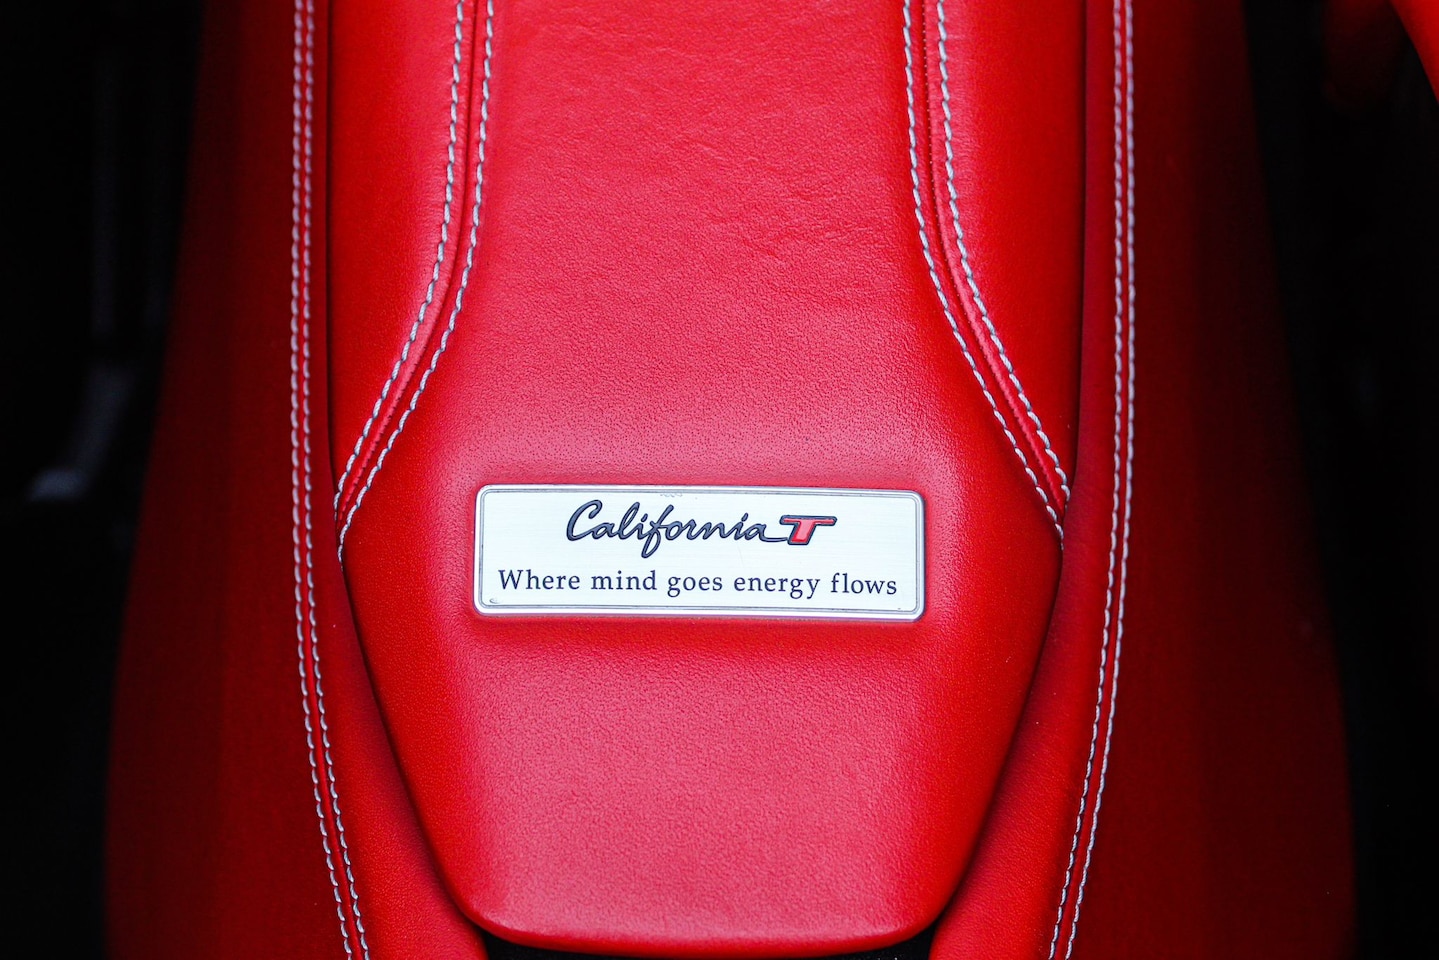 California T
Where mind goes energy flows